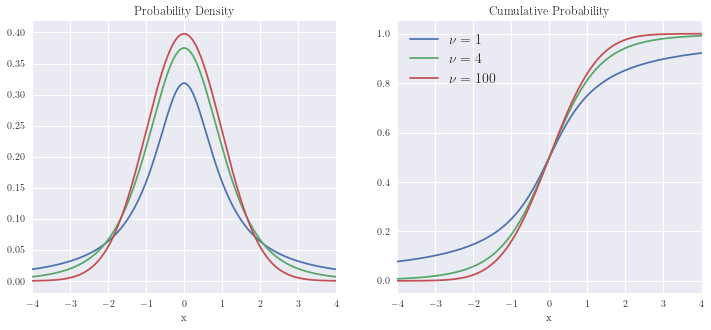 Probability Density
0.40
0.35
0.30
0.25
0.20
0.15
0.10
0.05
0.00
−4 −3 −2 −1 0 1 2 3 4
x
Cumulative Probability
1.0
0.8
0.6
0.4
0.2
0.0
ν = 1
ν = 4
ν = 100
−4 −3 −2 −1 0 1 2 3 4
x